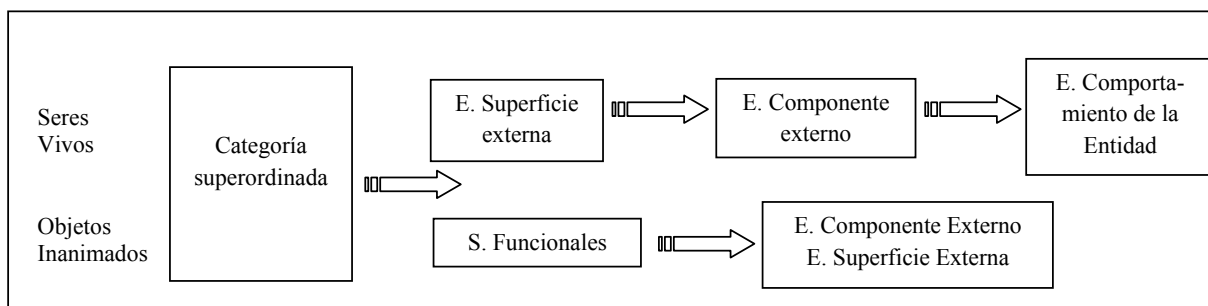 Seres
Vivos
Objetos
Inanimados
Categoría
superordinada
E. Superficie
externa
E. Componente
externo
E. Comporta-
miento de la
Entidad
S. Funcionales
E. Componente Externo
E. Superficie Externa